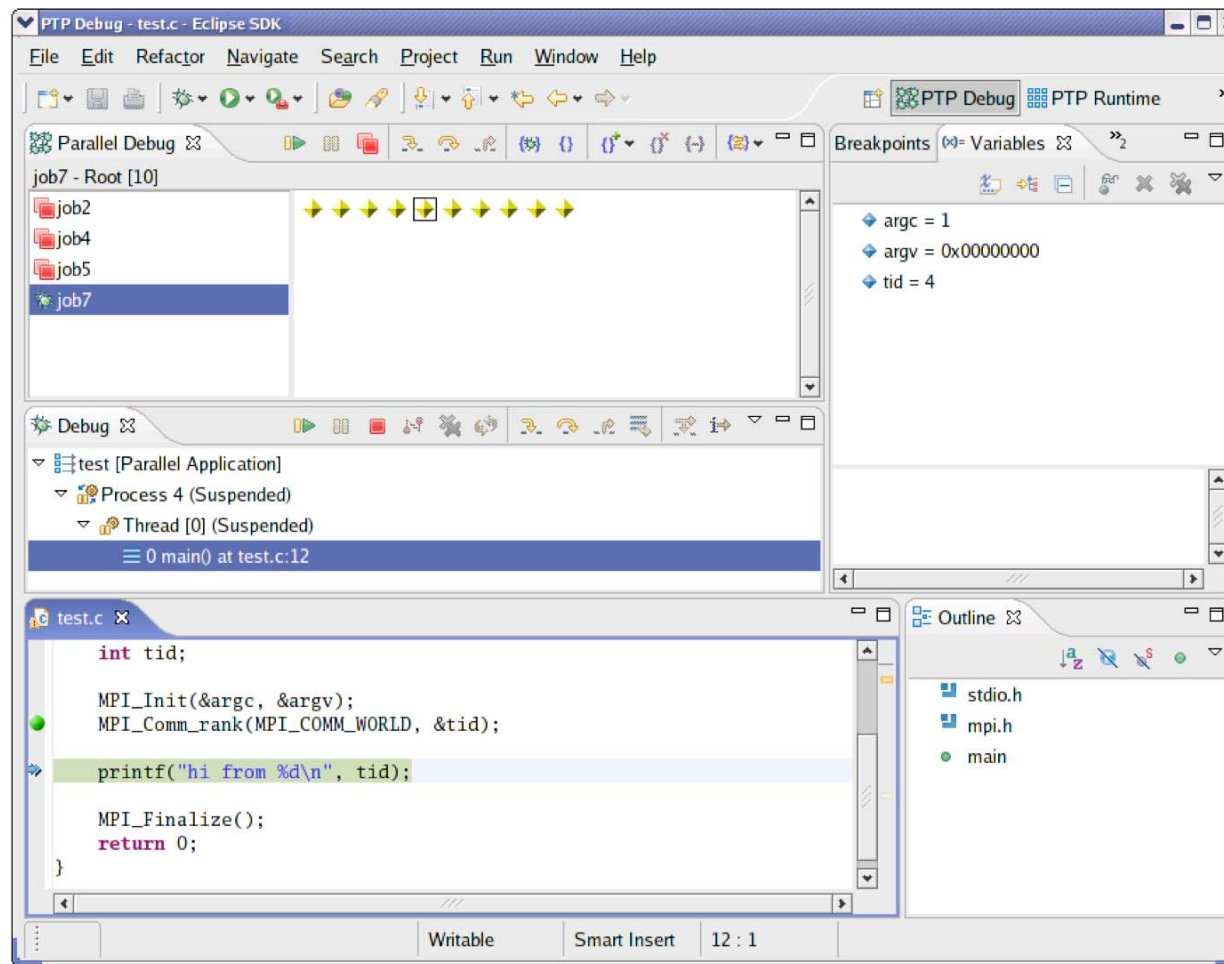 PTP Debug - test.c - Eclipse SDK
File Edit Refactor Navigate Search Project Run Window Help
PTP Debug PTP Runtime »
Parallel Debug
job7 - Root [10]
job2
job4
job5
job7
Breakpoints (x)= Variables »2
argc = 1
argv = 0x00000000
tid = 4
Debug
test [Parallel Application]
Process 4 (Suspended)
Thread [0] (Suspended)
0 main() at test.c:12
test.c
int tid;
MPI_Init(&argc, &argv);
MPI_Comm_rank(MPI_COMM_WORLD, &tid);
printf("hi from %d\n", tid);
MPI_Finalize();
return 0;
}
Outline
stdio.h
mpi.h
main
Writable Smart Insert 12 : 1